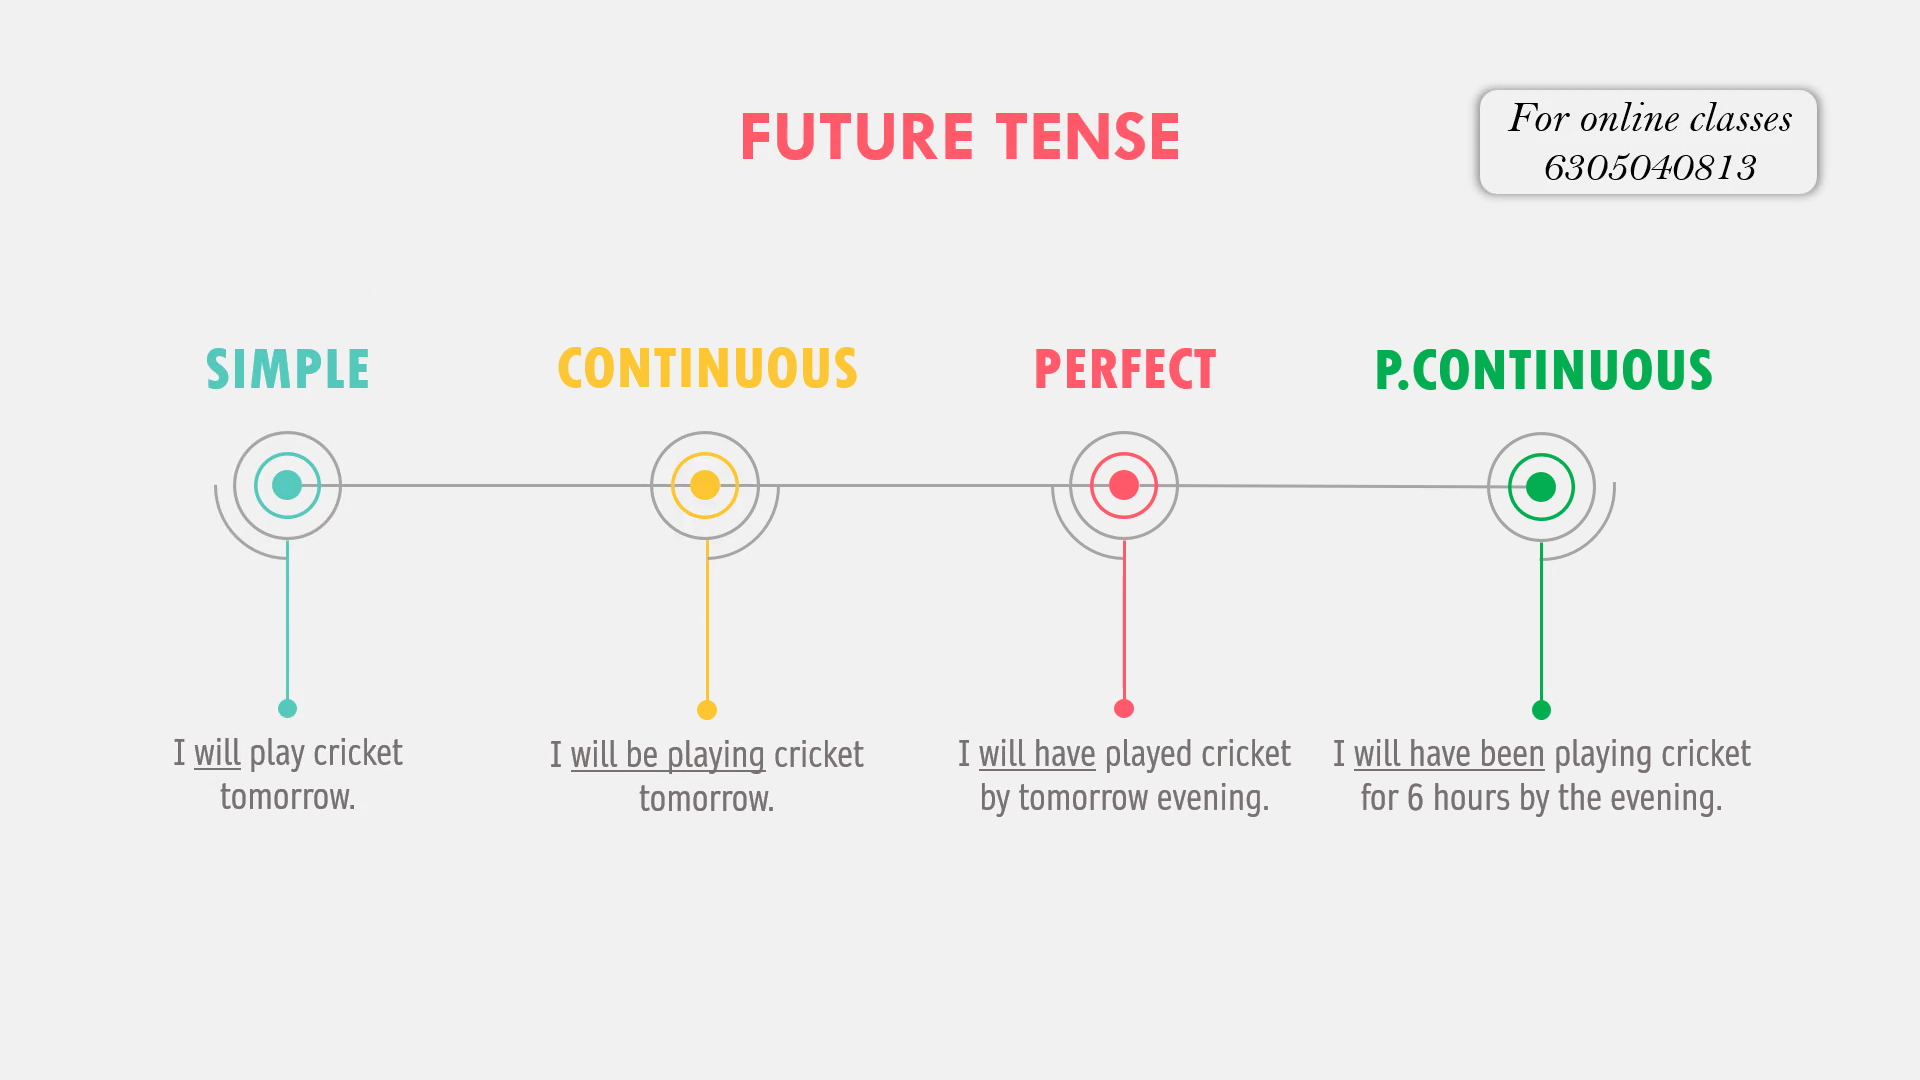 FUTURE TENSE
For online classes
6305040813
SIMPLE
CONTINUOUS
PERFECT
P.CONTINUOUS
I will play cricket
tomorrow.
I will be playing cricket
tomorrow.
I will have played cricket
by tomorrow evening.
I will have been playing cricket
for 6 hours by the evening.